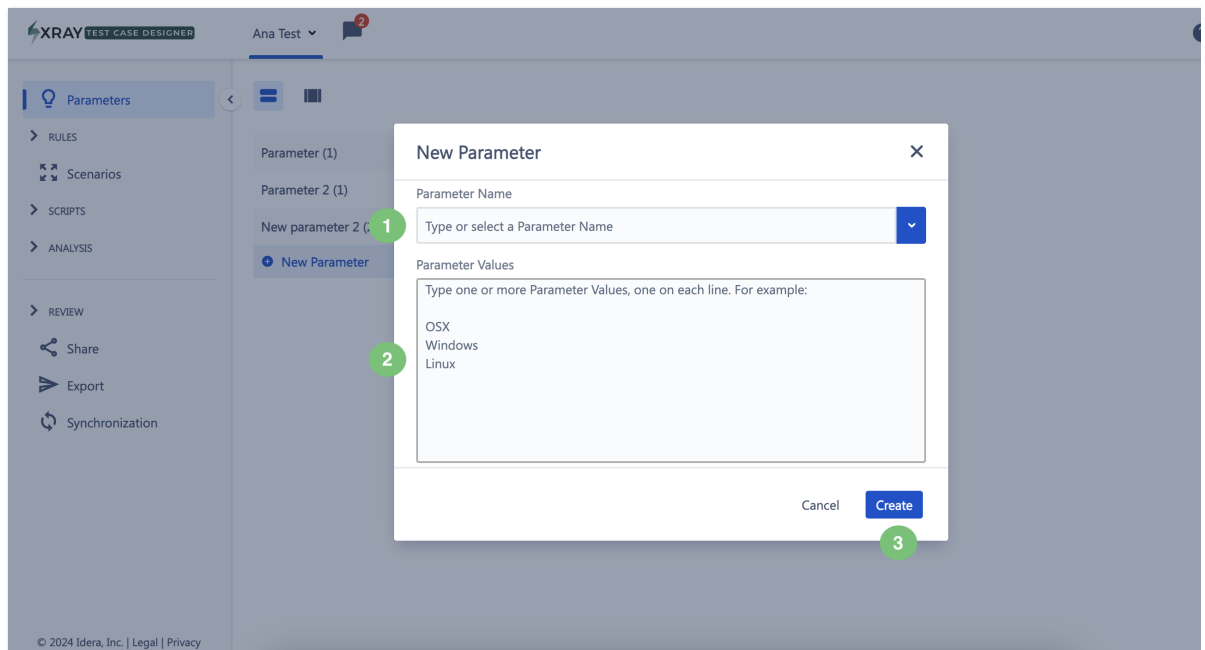 XRAY TEST CASE DESIGNER
Ana Test
2
Parameters
RULES
Scenarios
SCRIPTS
ANALYSIS
REVIEW
Share
Export
Synchronization
© 2024 Idera, Inc. | Legal | Privacy
Parameter (1)
Parameter 2 (1)
New parameter 2 (
New Parameter
New Parameter
Parameter Name
1
Type or select a Parameter Name
Parameter Values
Type one or more Parameter Values, one on each line. For example:
OSX
Windows
2
Linux
Cancel
Create
3